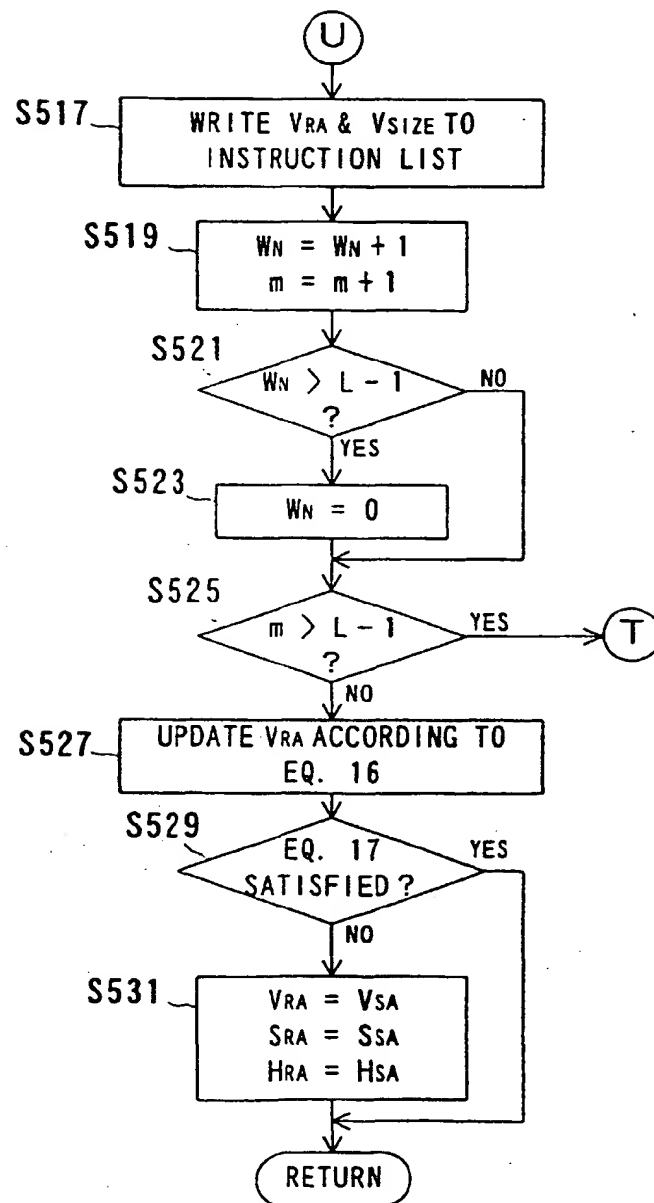 U
S517
WRITE VRA & VSIZE TO
INSTRUCTION LIST
S519
WN = WN + 1
m = m + 1
S521
WN > L - 1
?
NO
YES
S523
WN = 0
S525
m > L - 1
?
YES
T
NO
S527
UPDATE VRA ACCORDING TO
EQ. 16
S529
EQ. 17
SATISFIED ?
YES
NO
S531
VRA = VSA
SRA = SSA
HRA = HSA
RETURN